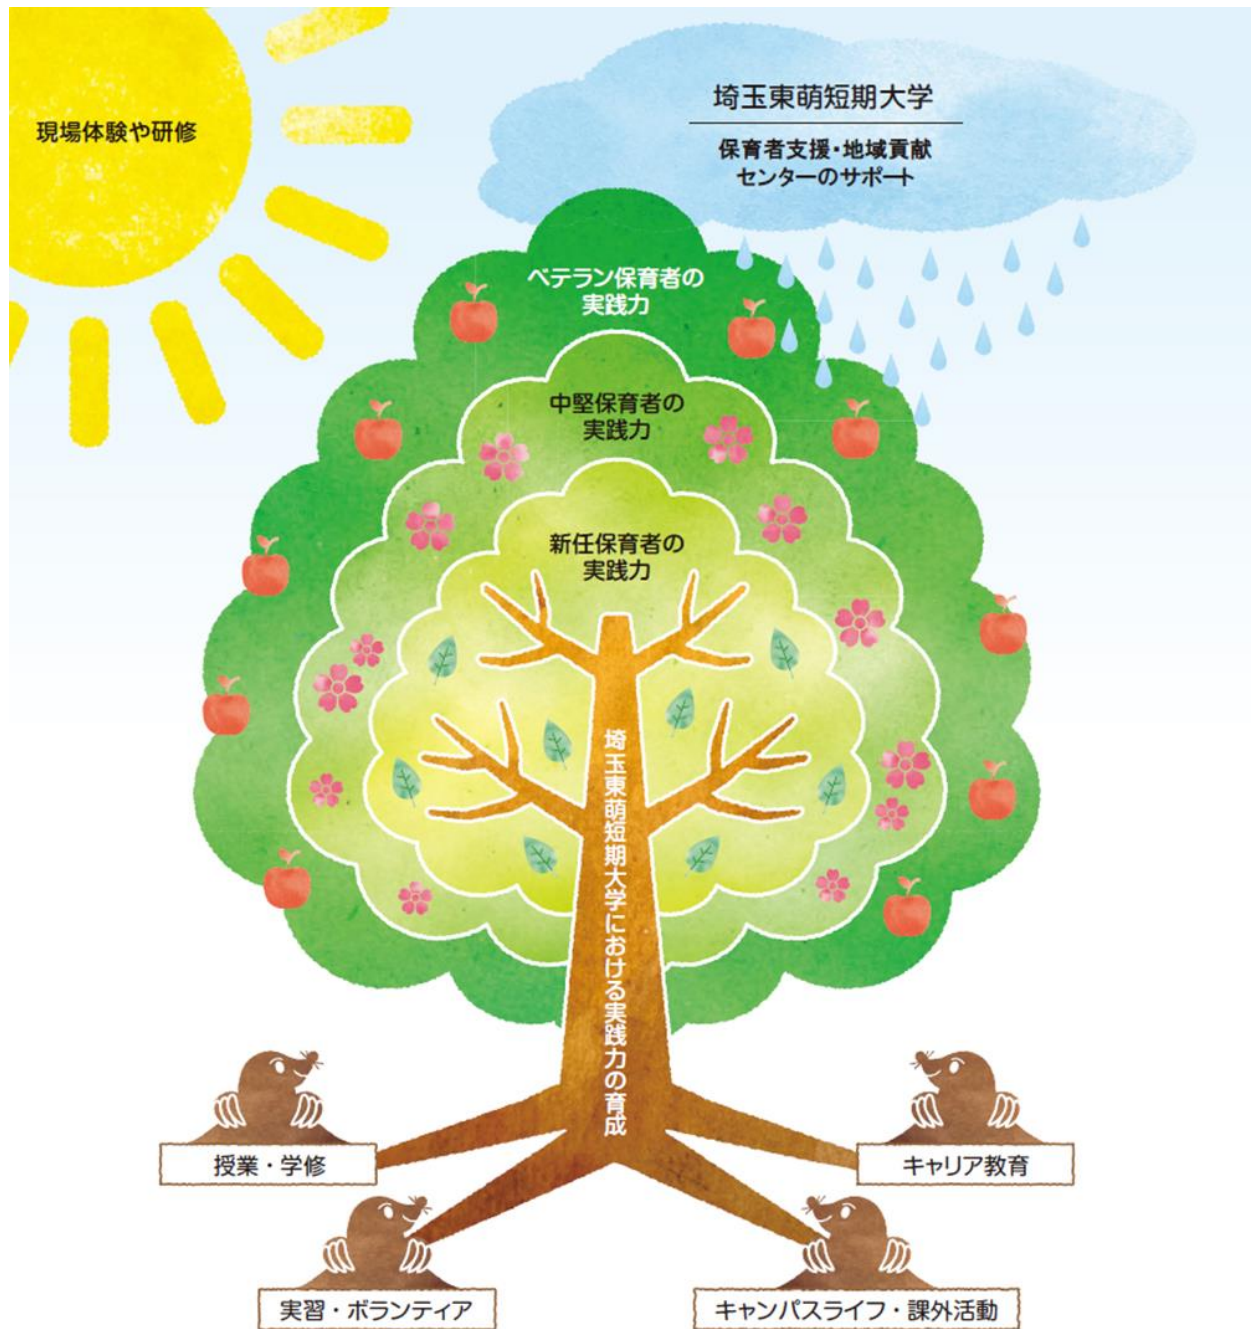 現場体験や研修
埼玉東萌短期大学
保育者支援・地域貢献
センターのサポート
ベテラン保育者の
実践力
中堅保育者の
実践力
新任保育者の
実践力
埼玉東萌短期大学における実践力の育成
授業・学修
キャリア教育
実習・ボランティア
キャンパスライフ・課外活動